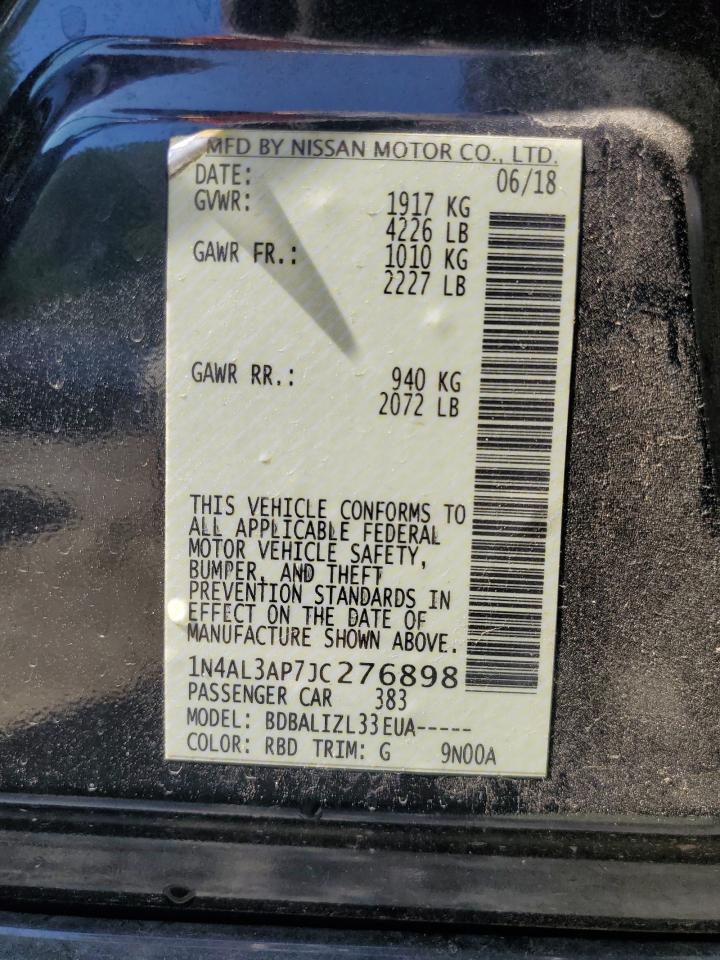 MFD BY NISSAN MOTOR CO., LTD.
DATE: 06/18
GVWR: 1917 KG
4226 LB
GAWR FR.: 1010 KG
2227 LB
GAWR RR.: 940 KG
2072 LB
THIS VEHICLE CONFORMS TO
ALL APPLICABLE FEDERAL
MOTOR VEHICLE SAFETY,
BUMPER, AND THEFT
PREVENTION STANDARDS IN
EFFECT ON THE DATE OF
MANUFACTURE SHOWN ABOVE.
1N4AL3AP7JC276898
PASSENGER CAR 383
MODEL: BDBALIZL33EUA-----
COLOR: RBD TRIM: G 9N00A